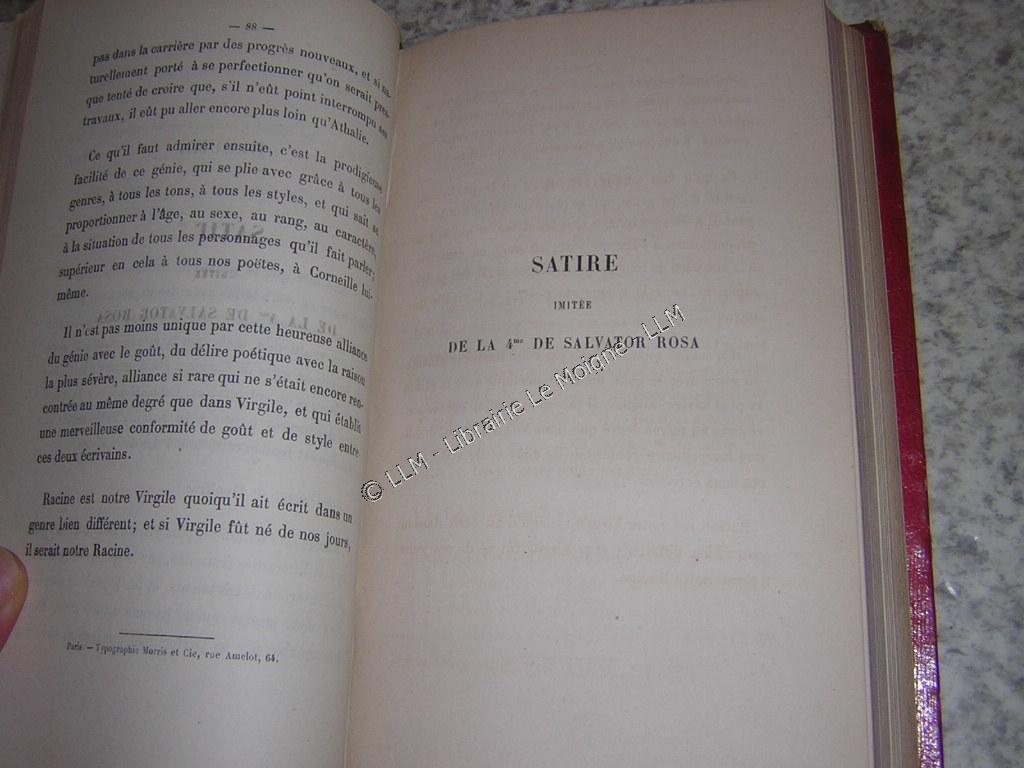 — 88 —
pas dans la carrière par des progrès nouveaux, et si na-
turellement porté à se perfectionner qu'on serait pres-
que tenté de croire que, s'il n'eût point interrompu ses
travaux, il eût pu aller encore plus loin qu'Athalie.
Ce qu'il faut admirer ensuite, c'est la prodigieuse
facilité de ce génie, qui se plie avec grâce à tous les
genres, à tous les tons, à tous les styles, et qui sait se
proportionner à l'âge, au sexe, au rang, au caractère,
à la situation de tous les personnages qu'il fait parler;
supérieur en cela à tous nos poëtes, à Corneille lui-
même.
Il n'est pas moins unique par cette heureuse alliance
du génie avec le goût, du délire poétique avec la raison
la plus sévère, alliance si rare qui ne s'était encore ren-
contrée au même degré que dans Virgile, et qui établit
une merveilleuse conformité de goût et de style entre
ces deux écrivains.
Racine est notre Virgile quoiqu'il ait écrit dans un
genre bien différent; et si Virgile fût né de nos jours,
il serait notre Racine.
Paris. — Typographie Morris et Cie, rue Amelot, 64.
SATIRE
IMITÉE
DE LA 4me DE SALVATOR ROSA
© LLM - Librairie Le Moigne - LLM